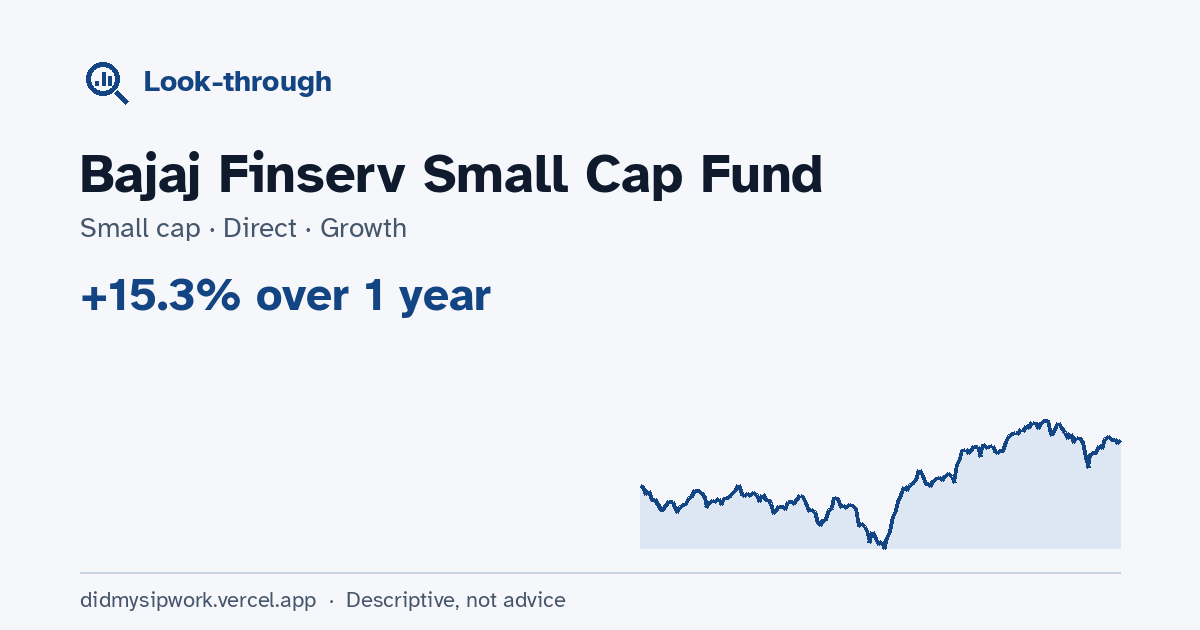 Look-through
Bajaj Finserv Small Cap Fund
Small cap · Direct · Growth
+15.3% over 1 year
didmysipwork.vercel.app · Descriptive, not advice